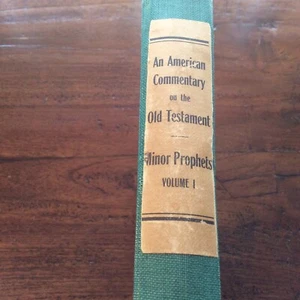 An American
Commentary
on the
Old Testament
Minor Prophets
VOLUME I